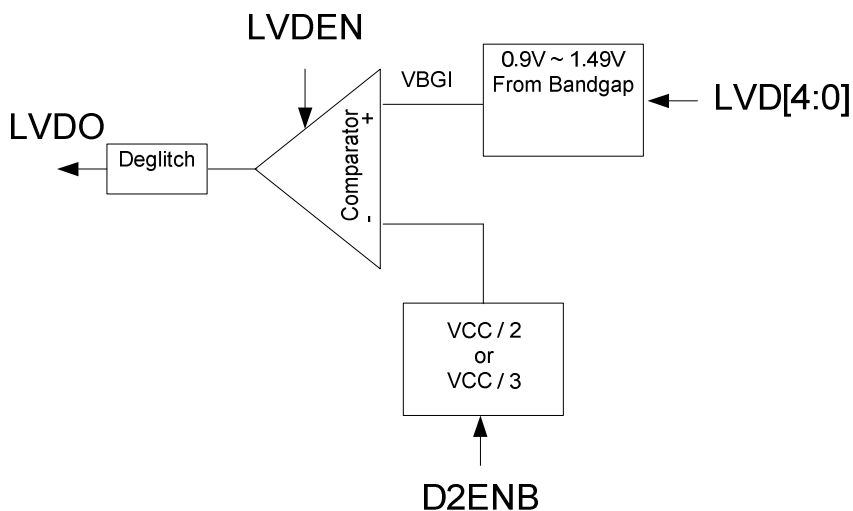 LVDEN
0.9V ~ 1.49V
From Bandgap
VBGI
LVD[4:0]
LVDO
Deglitch
Comparator
+
-
VCC / 2
or
VCC / 3
D2ENB